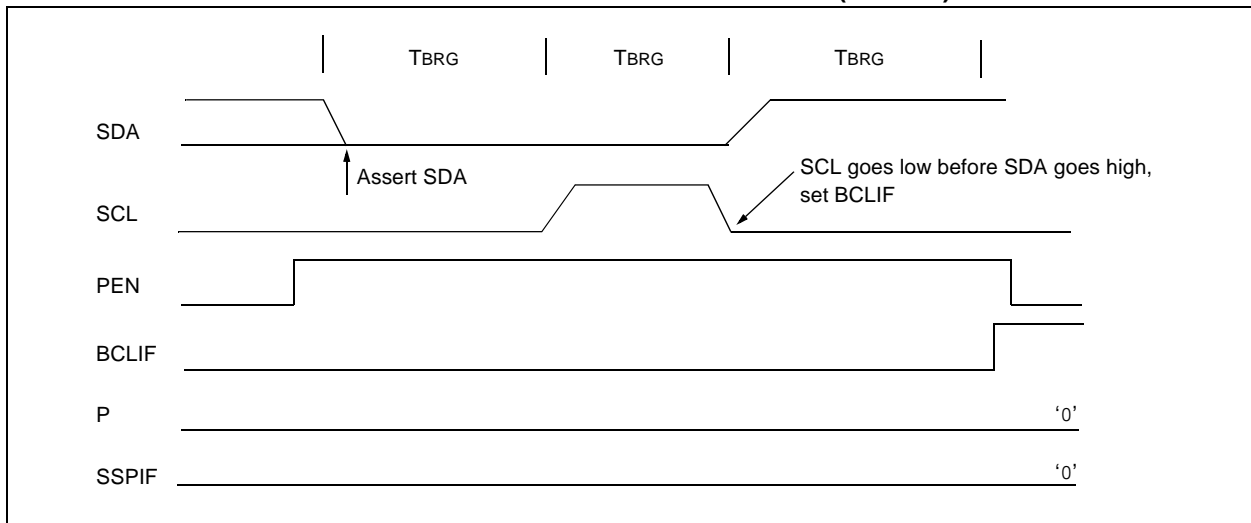 TBRG TBRG TBRG
SDA
Assert SDA
SCL goes low before SDA goes high,
set BCLIF
SCL
PEN
BCLIF
P
‘0’
SSPIF
‘0’